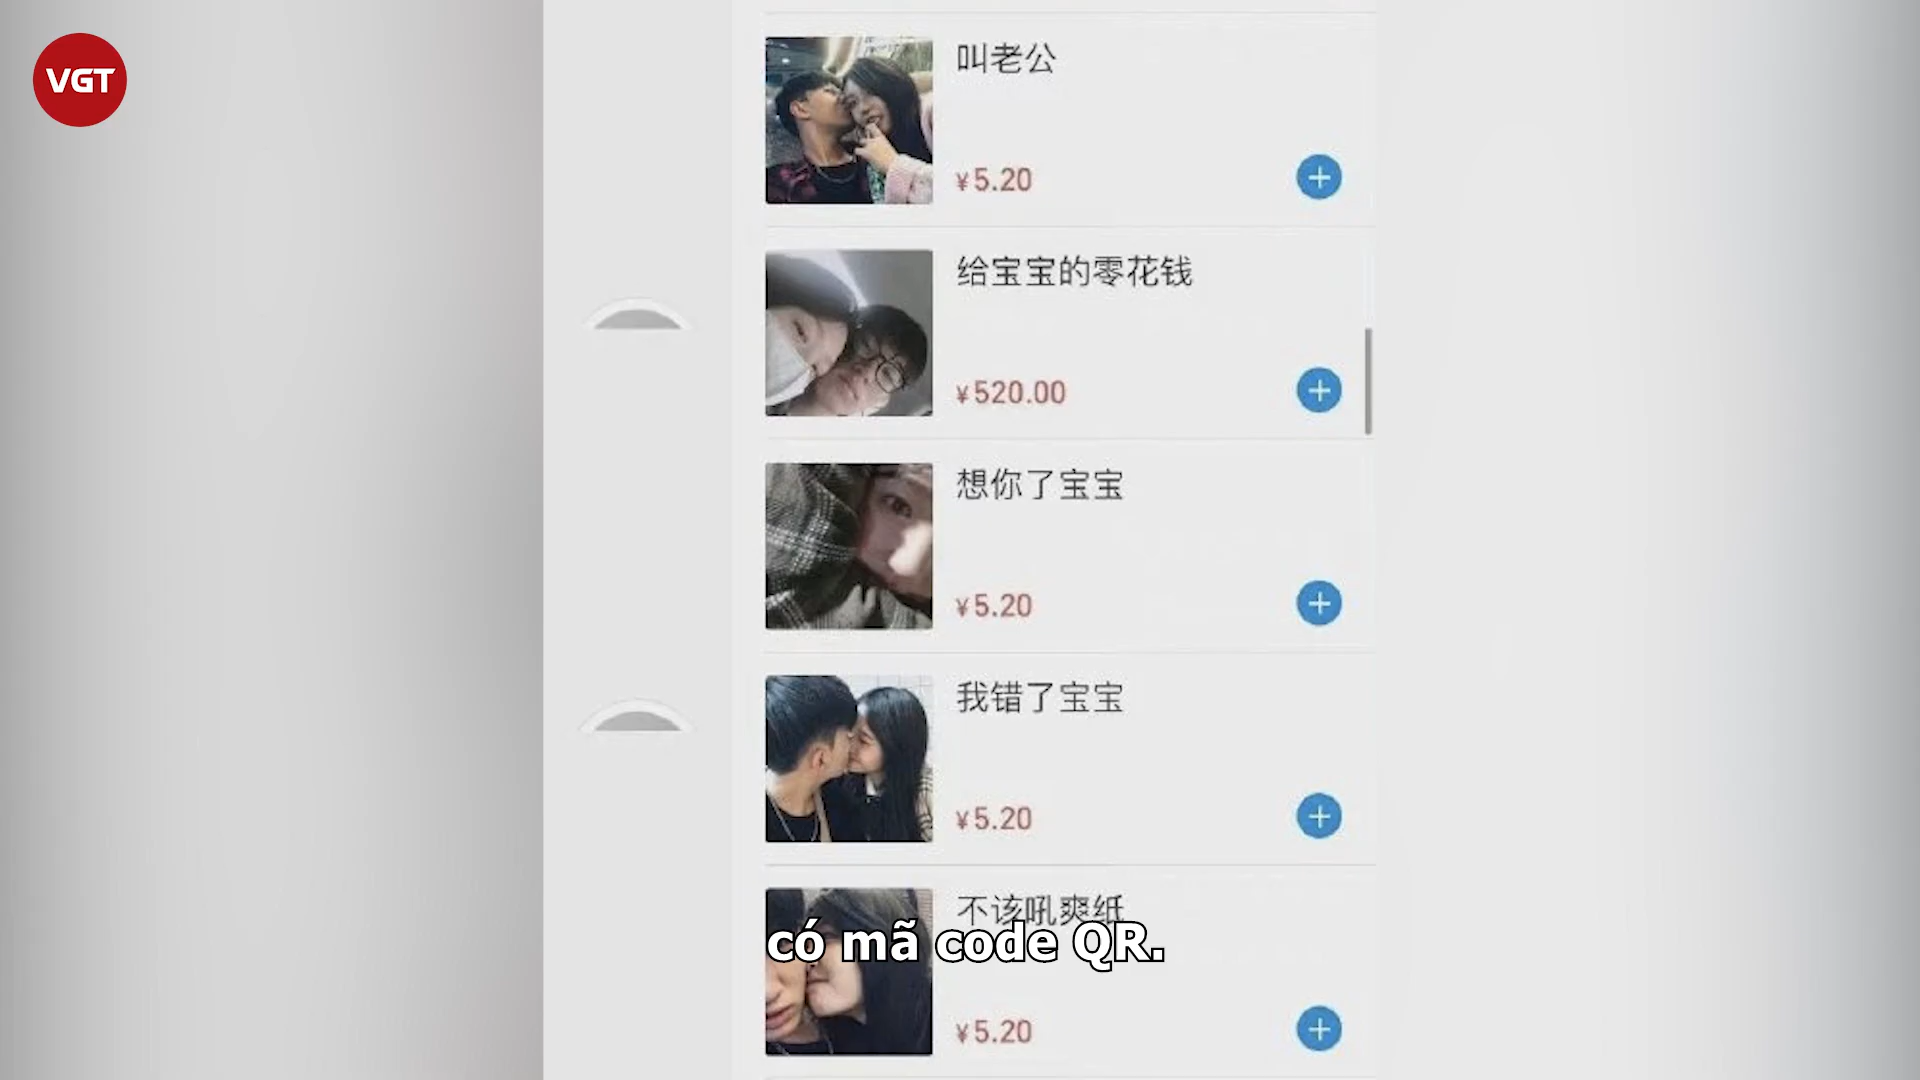 VGT
叫老公
¥5.20
给宝宝的零花钱
¥520.00
想你了宝宝
¥5.20
我错了宝宝
¥5.20
不该吼爽纸
có mã code QR.
¥5.20